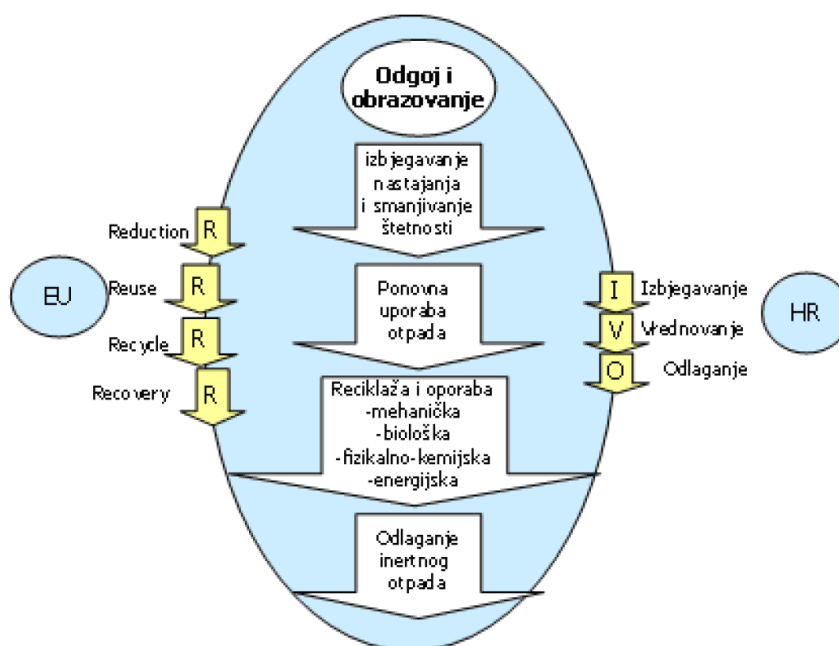 Odgoj i
obrazovanje
izbjegavanje
nastajanja
i smanjivanje
štetnosti
Reduction R
EU
Reuse R
Recycle R
Recovery R
Ponovna
uporaba
otpada
I Izbjegavanje
V Vrednovanje
O Odlaganje
HR
Reciklaža i oporaba
-mehanička
-biološka
-fizikalno-kemijska
-energijska
Odlaganje
inertnog
otpada